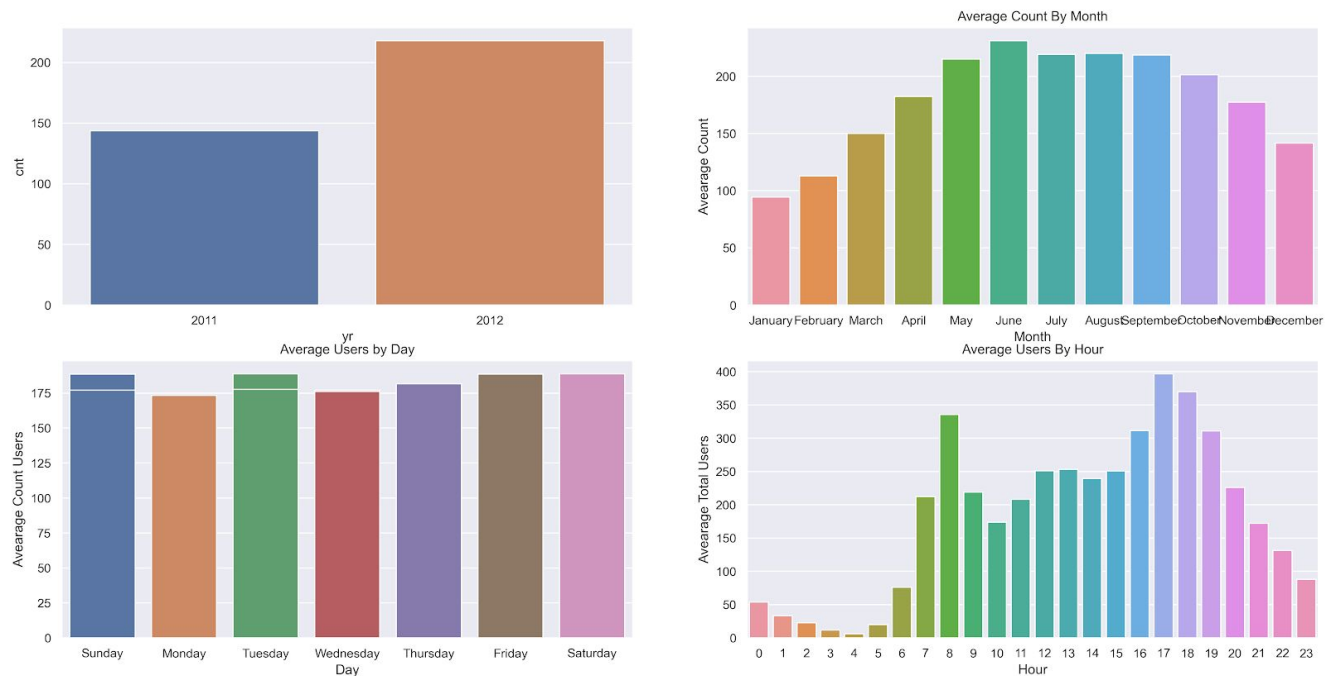 200
150
100
50
0
cnt
2011 2012
yr
Average Count By Month
200
150
100
50
0
Avearage Count
January February March April May June July August September October November December
Month
Average Users by Day
175
150
125
100
75
50
25
0
Avearage Count Users
Sunday Monday Tuesday Wednesday Thursday Friday Saturday
Day
Average Users By Hour
400
350
300
250
200
150
100
50
0
Avearage Total Users
0 1 2 3 4 5 6 7 8 9 10 11 12 13 14 15 16 17 18 19 20 21 22 23
Hour